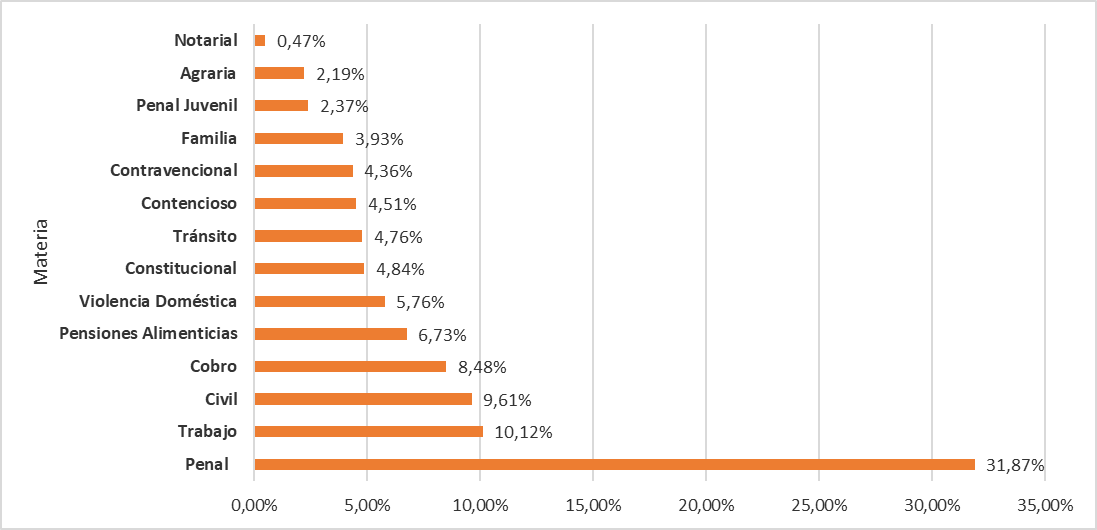 Materia
Notarial 0,47%
Agraria 2,19%
Penal Juvenil 2,37%
Familia 3,93%
Contravencional 4,36%
Contencioso 4,51%
Tránsito 4,76%
Constitucional 4,84%
Violencia Doméstica 5,76%
Pensiones Alimenticias 6,73%
Cobro 8,48%
Civil 9,61%
Trabajo 10,12%
Penal 31,87%
0,00% 5,00% 10,00% 15,00% 20,00% 25,00% 30,00% 35,00%